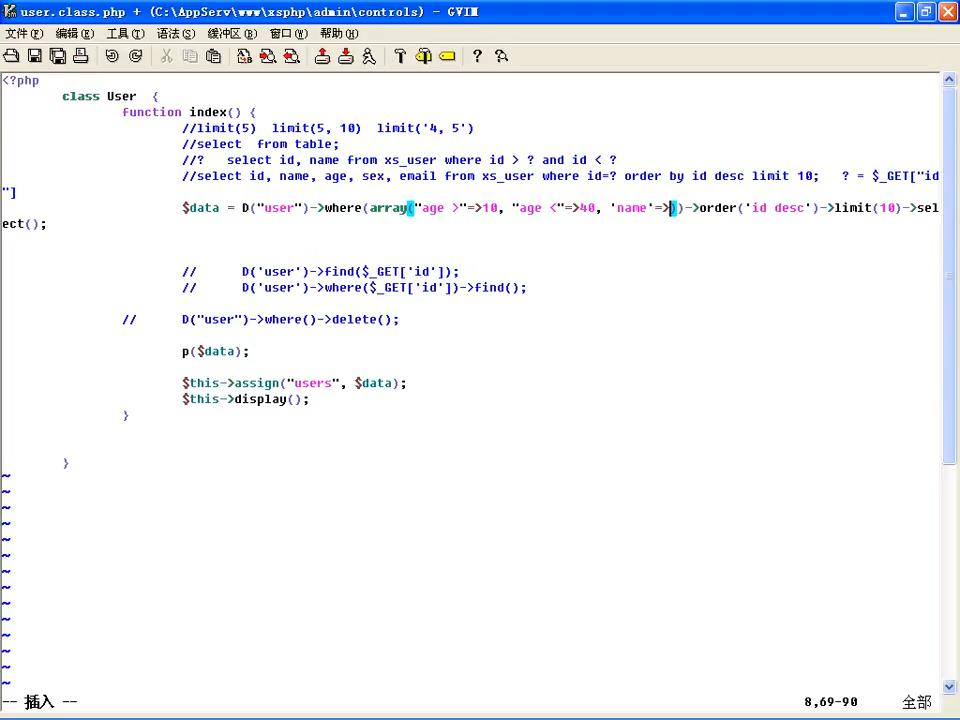 user.class.php + (C:\AppServ\www\xsphp\admin\controls) - GVIM
文件(F) 编辑(E) 工具(T) 语法(S) 缓冲区(B) 窗口(W) 帮助(H)
<?php
class User {
function index() {
//limit(5) limit(5, 10) limit('4, 5')
//select from table;
//? select id, name from xs_user where id > ? and id < ?
//select id, name, age, sex, email from xs_user where id=? order by id desc limit 10; ? = $_GET["id
"]
$data = D("user")->where(array("age >"=>10, "age <"=>40, 'name'=>))->order('id desc')->limit(10)->sel
ect();
// D('user')->find($_GET['id']);
// D('user')->where($_GET['id'])->find();
// D("user")->where()->delete();
p($data);
$this->assign("users", $data);
$this->display();
}
}
~
~
~
~
~
~
~
~
~
~
~
~
~
~
-- 插入 -- 8,69-90 全部